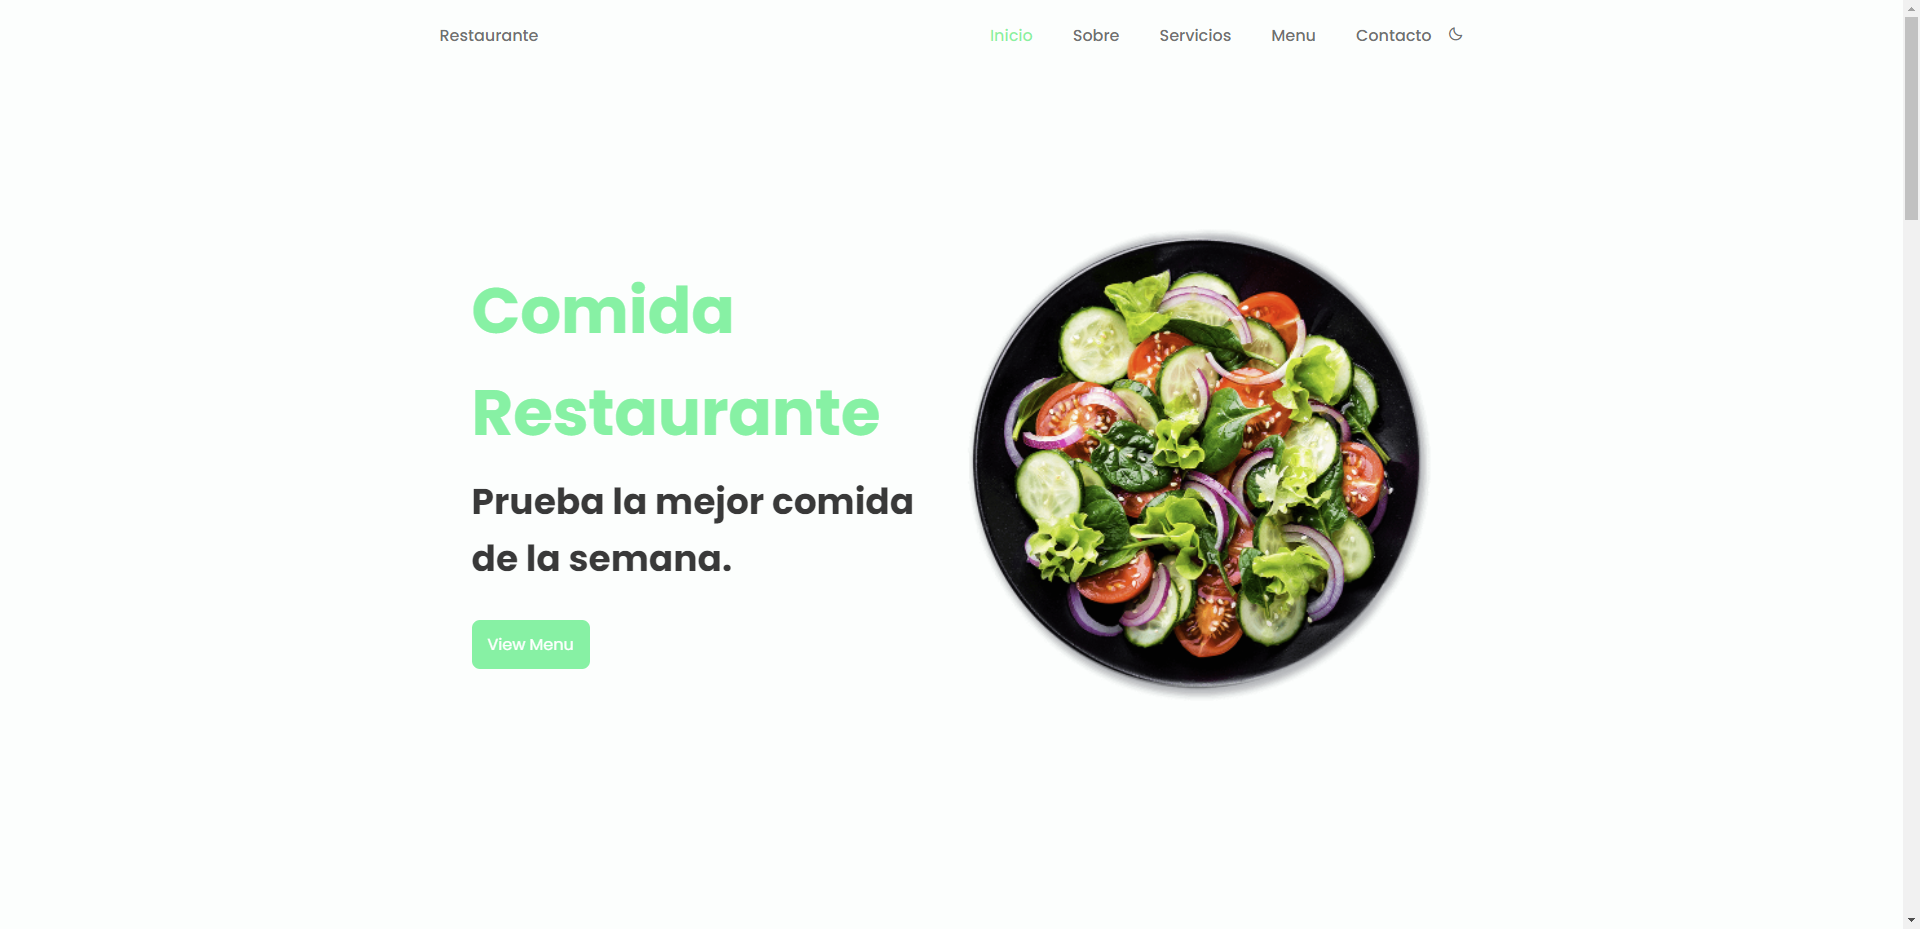 Restaurante
Inicio Sobre Servicios Menu Contacto
Comida
Restaurante
Prueba la mejor comida
de la semana.
View Menu